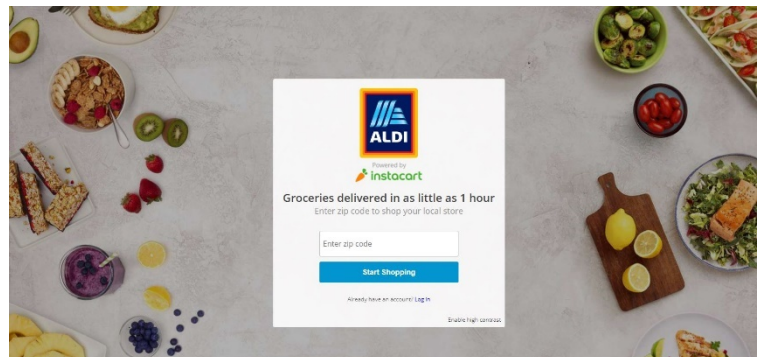 ALDI
Powered by
instacart
Groceries delivered in as little as 1 hour
Enter zip code to shop your local store
Enter zip code
Start Shopping
Already have an account? Log In
Enable high contrast